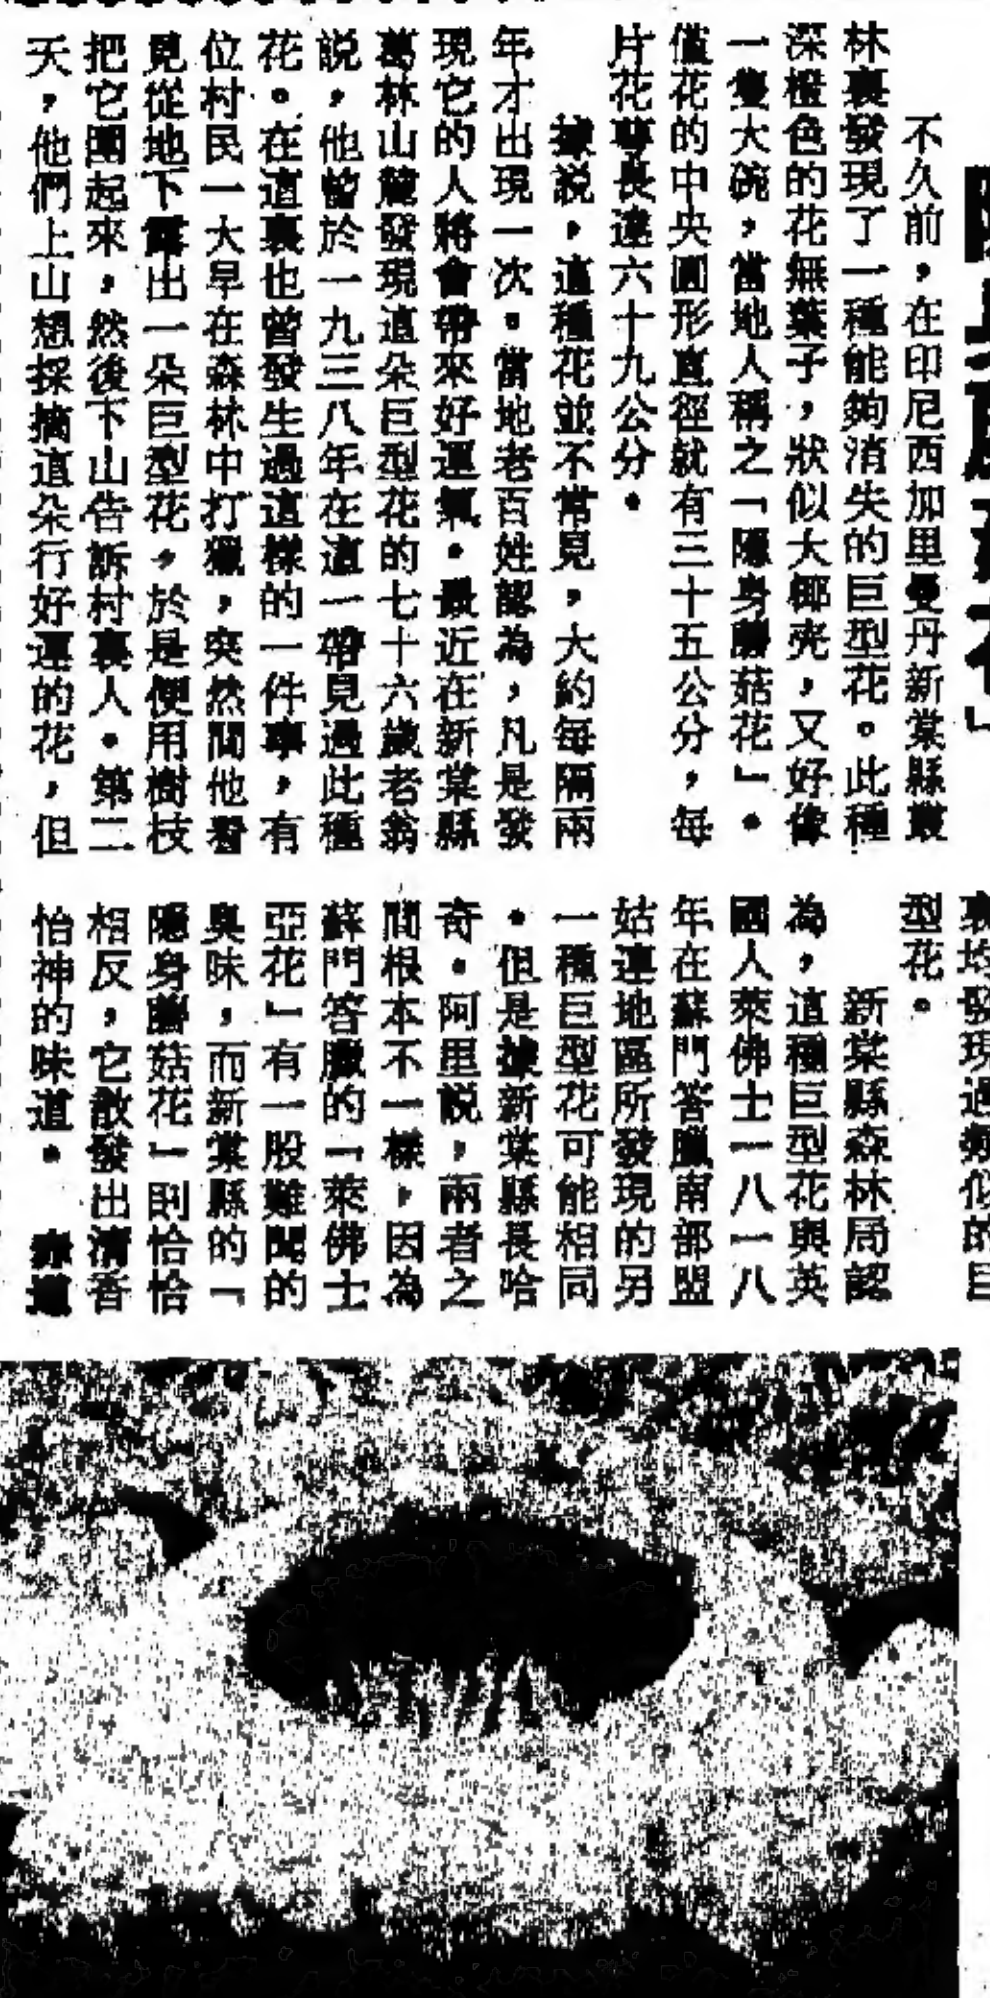 不久前，在印尼西加里曼丹新棠縣叢
林裏發現了一種能夠消失的巨型花。此種
深橙色的花無葉子，狀似大椰壳，又好像
一隻大碗，當地人稱之「隱身蘑菇花」。
僅花的中央圓形直徑就有三十五公分，每
片花萼長達六十九公分。
據説，這種花並不常見，大約每隔兩
年才出現一次。當地老百姓認為，凡是發
現它的人將會帶來好運氣。最近在新棠縣
葛林山麓發現這朵巨型花的七十六歲老翁
説，他曾於一九三八年在這一帶見過此種
花。在這裏也曾發生過這樣的一件事，有
位村民一大早在森林中打獵，突然間他看
見從地下露出一朵巨型花，於是便用樹枝
把它圍起來，然後下山告訴村裏人。第二
天，他們上山想採摘這朵行好運的花，但
裏均發現過類似的巨
型花。
新棠縣森林局認
為，這種巨型花與英
國人萊佛士一八一八
年在蘇門答臘南部盟
姑連地區所發現的另
一種巨型花可能相同
。但是據新棠縣長哈
奇。阿里説，兩者之
間根本不一樣，因為
蘇門答臘的「萊佛士
亞花」有一股難聞的
臭味，而新棠縣的「
隱身蘑菇花」則恰恰
相反，它散發出清香
怡神的味道。 赤道